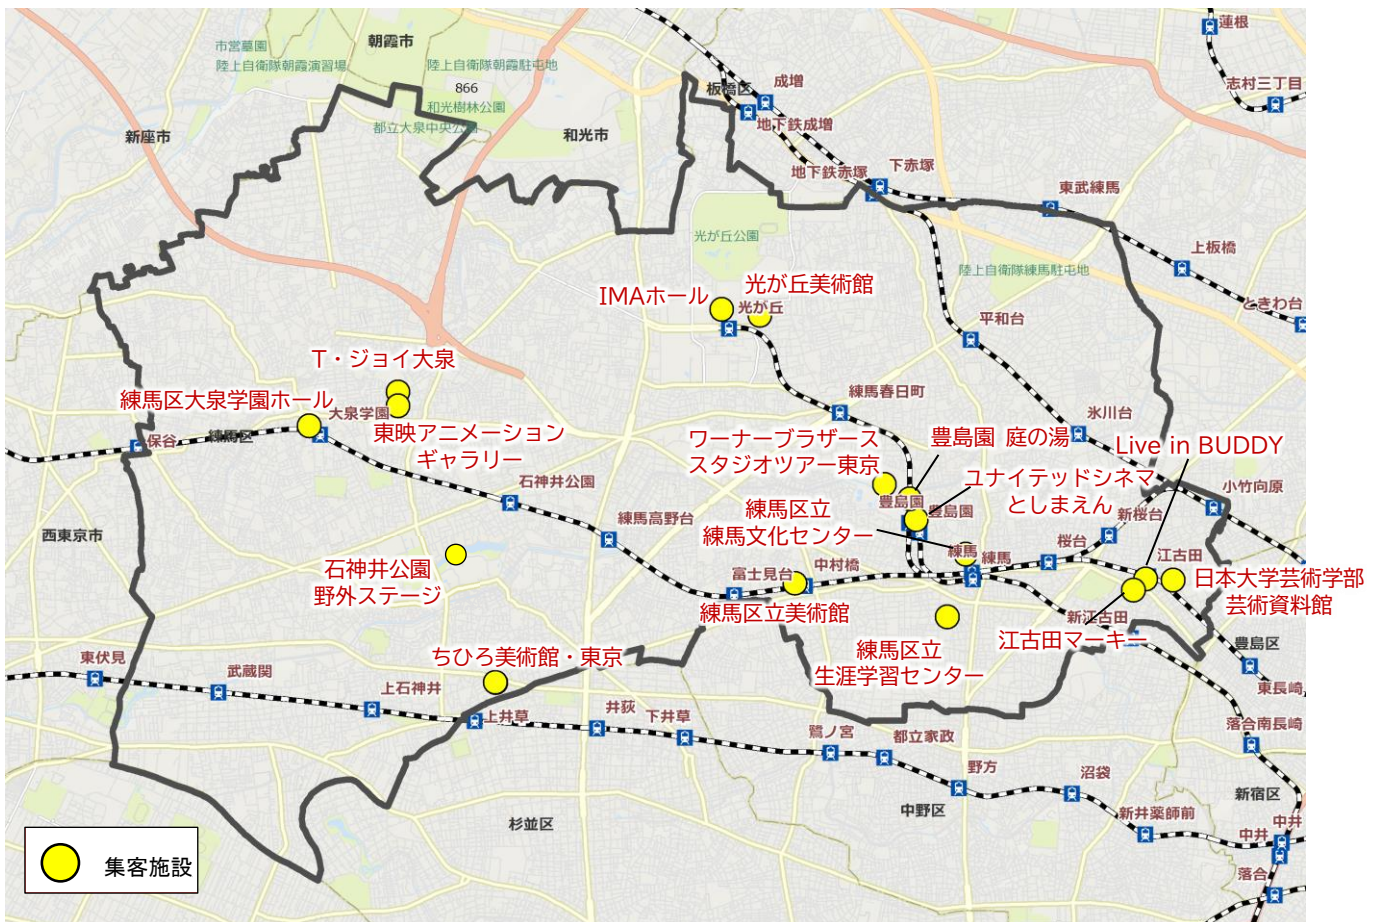 蓮根
市営墓園
朝霞市
陸上自衛隊朝霞演習場
陸上自衛隊朝霞駐屯地
866
和光樹林公園
都立大泉中央公園
新座市
和光市
板橋区
成増
地下鉄成増
志村三丁目
地下鉄赤塚
下赤塚
東武練馬
光が丘公園
上板橋
陸上自衛隊練馬駐屯地
ときわ台
IMAホール
光が丘美術館
光が丘
平和台
T・ジョイ大泉
練馬区大泉学園ホール
大泉学園
練馬春日町
氷川台
保谷
練馬区
東映アニメーション
ギャラリー
ワーナーブラザース
スタジオツアー東京
豊島園 庭の湯
Live in BUDDY
石神井公園
ユナイテッドシネマ
としまえん
小竹向原
豊島園
豊島園
練馬高野台
練馬区立
練馬文化センター
新桜台
西東京市
桜台
江古田
練馬
練馬
中村橋
富士見台
石神井公園
野外ステージ
日本大学芸術学部
芸術資料館
練馬区立美術館
新江古田
江古田マーキー
豊島区
練馬区立
生涯学習センター
ちひろ美術館・東京
東伏見
武蔵関
上石神井
東長崎
上井草
井荻
下井草
鷺ノ宮
都立家政
落合南長崎
野方
沼袋
新宿区
中野区
新井薬師前
杉並区
中井
中井
落合
集客施設